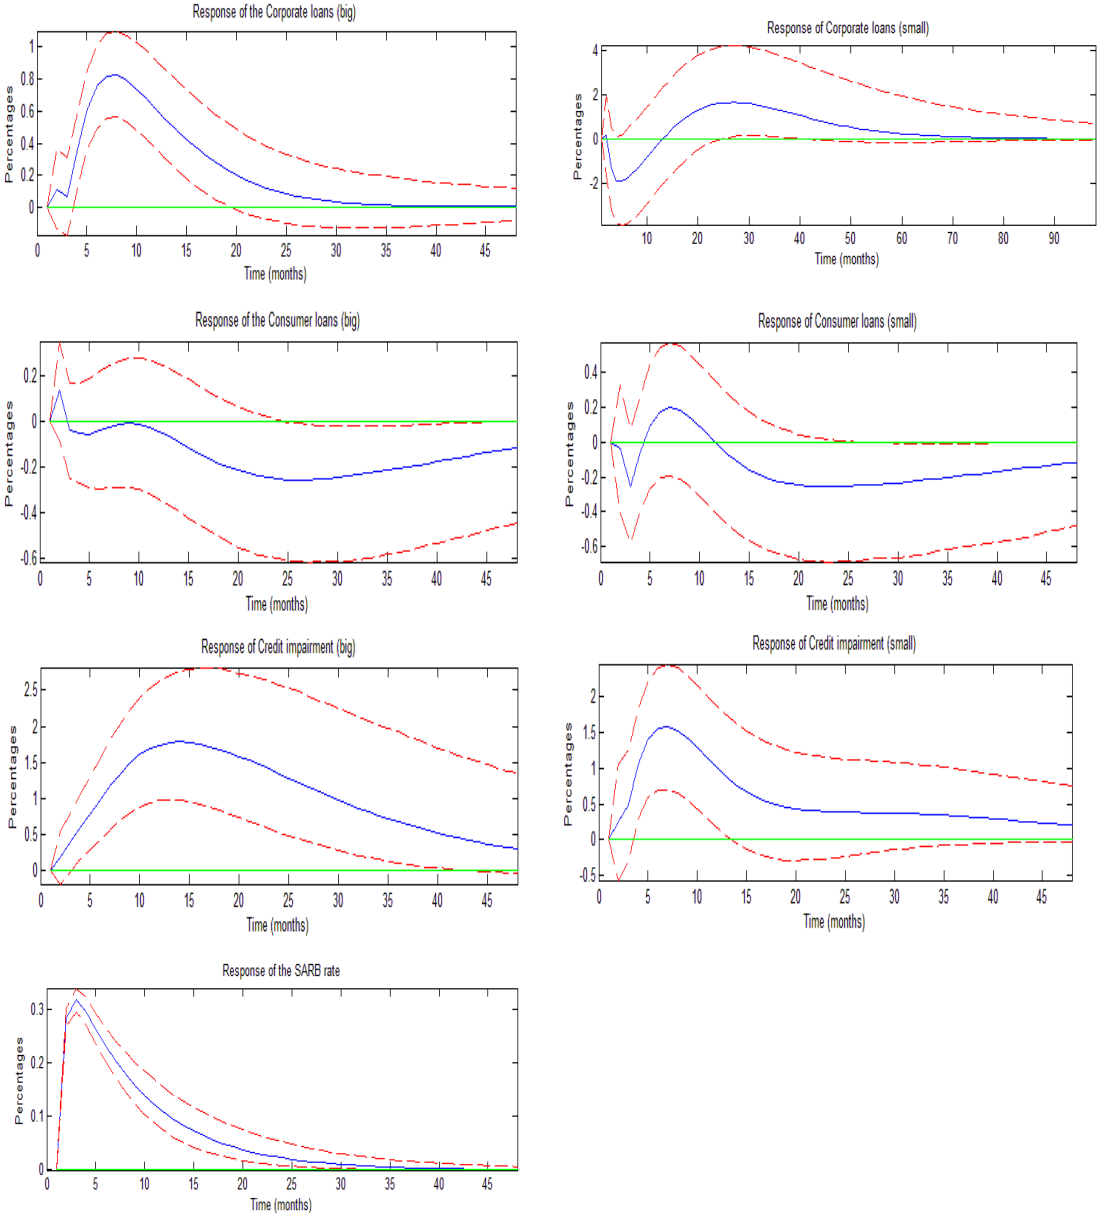 Response of the Corporate loans (big)
Percentages
1
0.8
0.6
0.4
0.2
0
0 5 10 15 20 25 30 35 40 45
Time (months)
Response of Corporate loans (small)
Percentages
4
2
0
-2
10 20 30 40 50 60 70 80 90
Time (months)
Response of the Consumer loans (big)
Percentages
0.2
0
-0.2
-0.4
-0.6
0 5 10 15 20 25 30 35 40 45
Time (months)
Response of Consumer loans (small)
Percentages
0.4
0.2
0
-0.2
-0.4
-0.6
0 5 10 15 20 25 30 35 40 45
Time (months)
Response of Credit impairment (big)
Percentages
2.5
2
1.5
1
0.5
0
0 5 10 15 20 25 30 35 40 45
Time (months)
Response of Credit impairment (small)
Percentages
2
1.5
1
0.5
0
-0.5
0 5 10 15 20 25 30 35 40 45
Time (months)
Response of the SARB rate
Percentages
0.3
0.2
0.1
0
0 5 10 15 20 25 30 35 40 45
Time (months)